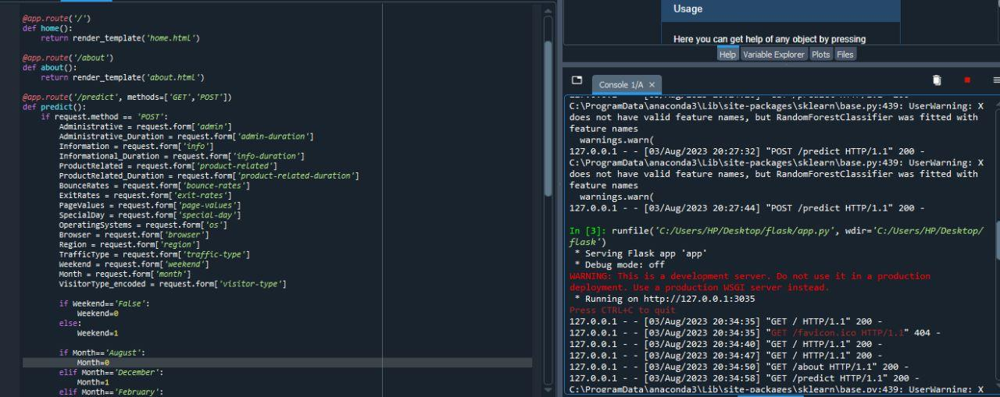 @app.route('/')
def home():
    return render_template('home.html')
@app.route('/about')
def about():
    return render_template('about.html')
@app.route('/predict', methods=['GET','POST'])
def predict():
    if request.method == 'POST':
        Administrative = request.form['admin']
        Administrative_Duration = request.form['admin-duration']
        Information = request.form['info']
        Informational_Duration = request.form['info-duration']
        ProductRelated = request.form['product-related']
        ProductRelated_Duration = request.form['product-related-duration']
        BounceRates = request.form['bounce-rates']
        ExitRates = request.form['exit-rates']
        PageValues = request.form['page-values']
        SpecialDay = request.form['special-day']
        OperatingSystems = request.form['os']
        Browser = request.form['browser']
        Region = request.form['region']
        TrafficType = request.form['traffic-type']
        Weekend = request.form['weekend']
        Month = request.form['month']
        VisitorType_encoded = request.form['visitor-type']
        if Weekend=='False':
            Weekend=0
        else:
            Weekend=1
        if Month=='August':
            Month=0
        elif Month=='December':
            Month=1
        elif Month=='February':
Usage
Here you can get help of any object by pressing
Help Variable Explorer Plots Files
Console 1/A ×
C:\ProgramData\anaconda3\Lib\site-packages\sklearn\base.py:439: UserWarning: X
does not have valid feature names, but RandomForestClassifier was fitted with
feature names
  warnings.warn(
127.0.0.1 - - [03/Aug/2023 20:27:32] "POST /predict HTTP/1.1" 200 -
C:\ProgramData\anaconda3\Lib\site-packages\sklearn\base.py:439: UserWarning: X
does not have valid feature names, but RandomForestClassifier was fitted with
feature names
  warnings.warn(
127.0.0.1 - - [03/Aug/2023 20:27:44] "POST /predict HTTP/1.1" 200 -
In [3]: runfile('C:/Users/HP/Desktop/flask/app.py', wdir='C:/Users/HP/Desktop/
flask')
 * Serving Flask app 'app'
 * Debug mode: off
WARNING: This is a development server. Do not use it in a production
deployment. Use a production WSGI server instead.
 * Running on http://127.0.0.1:3035
Press CTRL+C to quit
127.0.0.1 - - [03/Aug/2023 20:34:35] "GET / HTTP/1.1" 200 -
127.0.0.1 - - [03/Aug/2023 20:34:35] "GET /favicon.ico HTTP/1.1" 404 -
127.0.0.1 - - [03/Aug/2023 20:34:40] "GET / HTTP/1.1" 200 -
127.0.0.1 - - [03/Aug/2023 20:34:47] "GET / HTTP/1.1" 200 -
127.0.0.1 - - [03/Aug/2023 20:34:50] "GET /about HTTP/1.1" 200 -
127.0.0.1 - - [03/Aug/2023 20:34:58] "GET /predict HTTP/1.1" 200 -
C:\ProgramData\anaconda3\Lib\site-packages\sklearn\base.py:439: UserWarning: X